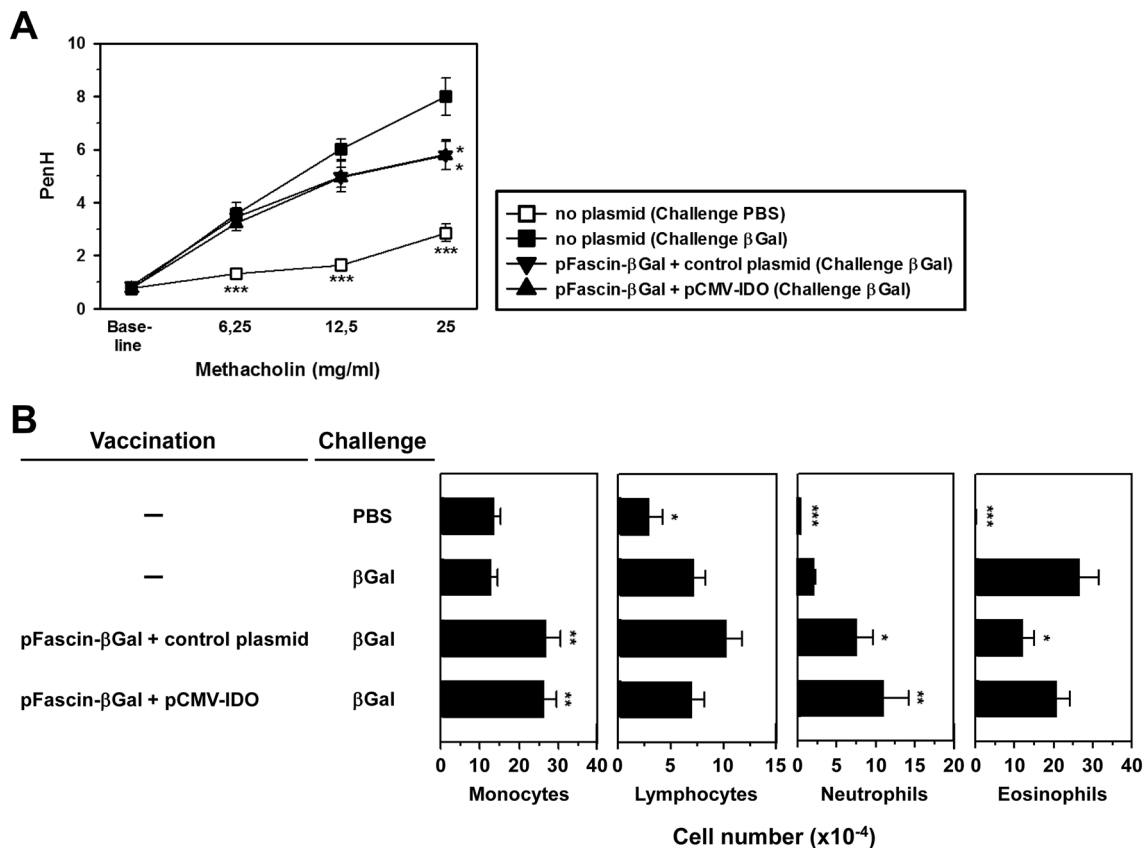 A
10
8
6
4
2
0
PenH
*
*
***
***
***
Base-
line
6,25
12,5
25
Methacholin (mg/ml)
no plasmid (Challenge PBS)
no plasmid (Challenge βGal)
pFascin-βGal + control plasmid (Challenge βGal)
pFascin-βGal + pCMV-IDO (Challenge βGal)
B
Vaccination Challenge
– PBS * *** ***
– βGal
pFascin-βGal + control plasmid βGal ** * *
pFascin-βGal + pCMV-IDO βGal ** **
0 10 20 30 40 0 5 10 15 0 5 10 15 20 0 10 20 30 40
Monocytes Lymphocytes Neutrophils Eosinophils
Cell number (x10⁻⁴)